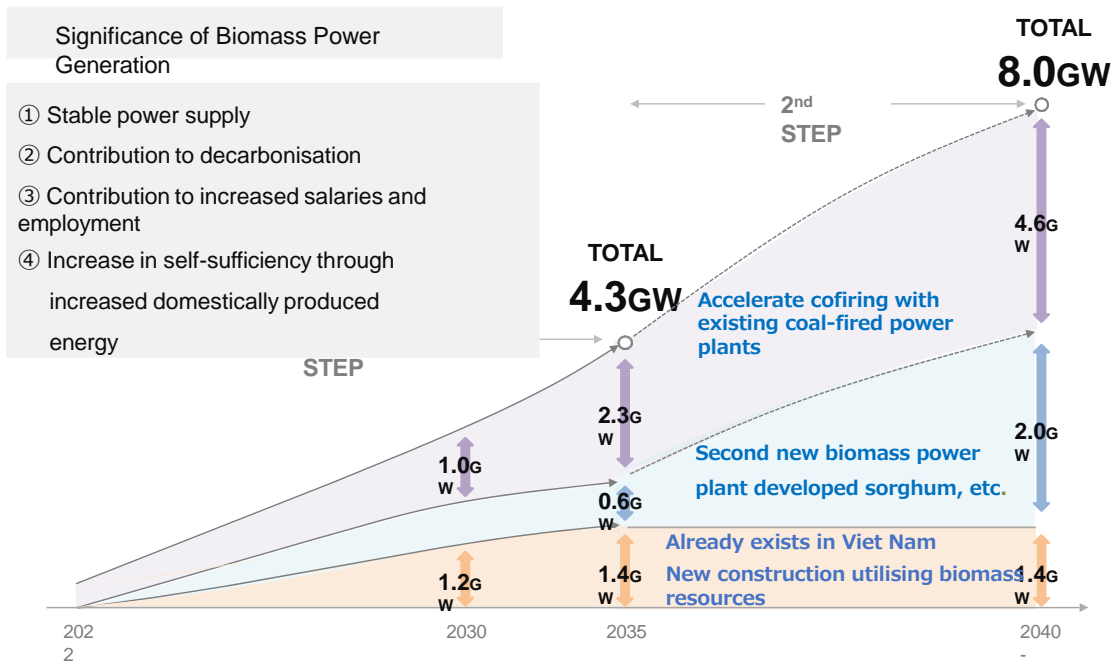 Significance of Biomass Power
Generation
① Stable power supply
② Contribution to decarbonisation
③ Contribution to increased salaries and
employment
④ Increase in self-sufficiency through
increased domestically produced
energy
STEP
TOTAL
4.3GW
2nd
STEP
TOTAL
8.0GW
Accelerate cofiring with
existing coal-fired power
plants
4.6G
W
2.3G
W
1.0G
W
Second new biomass power
plant developed sorghum, etc.
2.0G
W
0.6G
W
Already exists in Viet Nam
New construction utilising biomass
resources
1.2G
W
1.4G
W
1.4G
W
202
2
2030
2035
2040
-